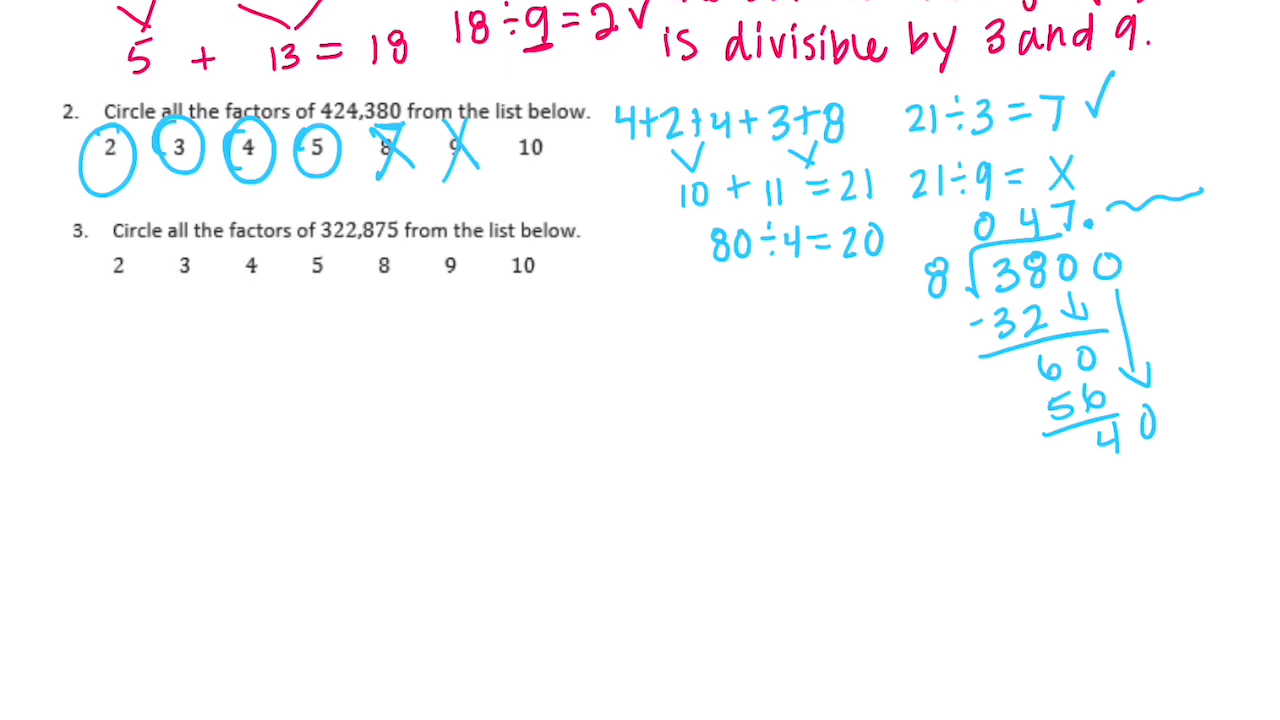 5 + 13 = 18 18 ÷ 9 = 2 ✓
is divisible by 3 and 9.
2. Circle all the factors of 424,380 from the list below.
2 3 4 5 8 9 10
4+2+4+3+8 21÷3 = 7 ✓
10 + 11 = 21 21÷9 = X
80÷4=20
0 4 7.
8 3800
-32
60
56
40
3. Circle all the factors of 322,875 from the list below.
2 3 4 5 8 9 10